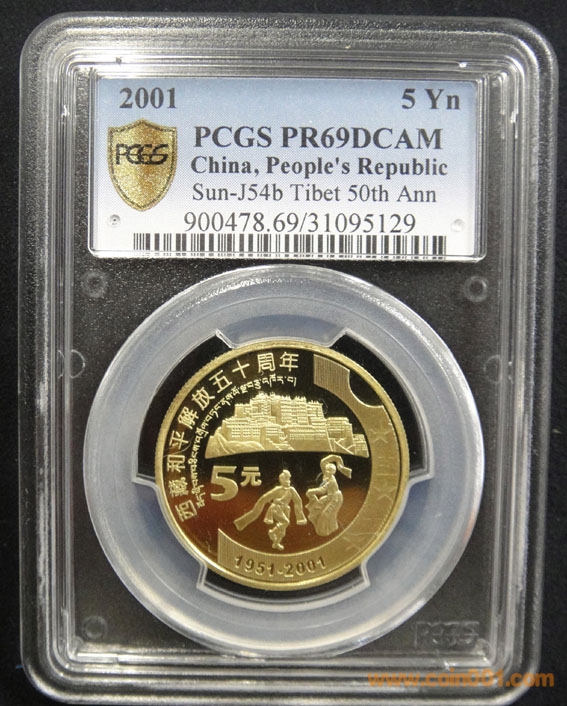 2001 5 Yn
PCGS
PCGS PR69DCAM
China, People's Republic
Sun-J54b Tibet 50th Ann
900478.69/31095129
西藏和平解放五十周年
5元
1951-2001
PCGS
www.coin001.com